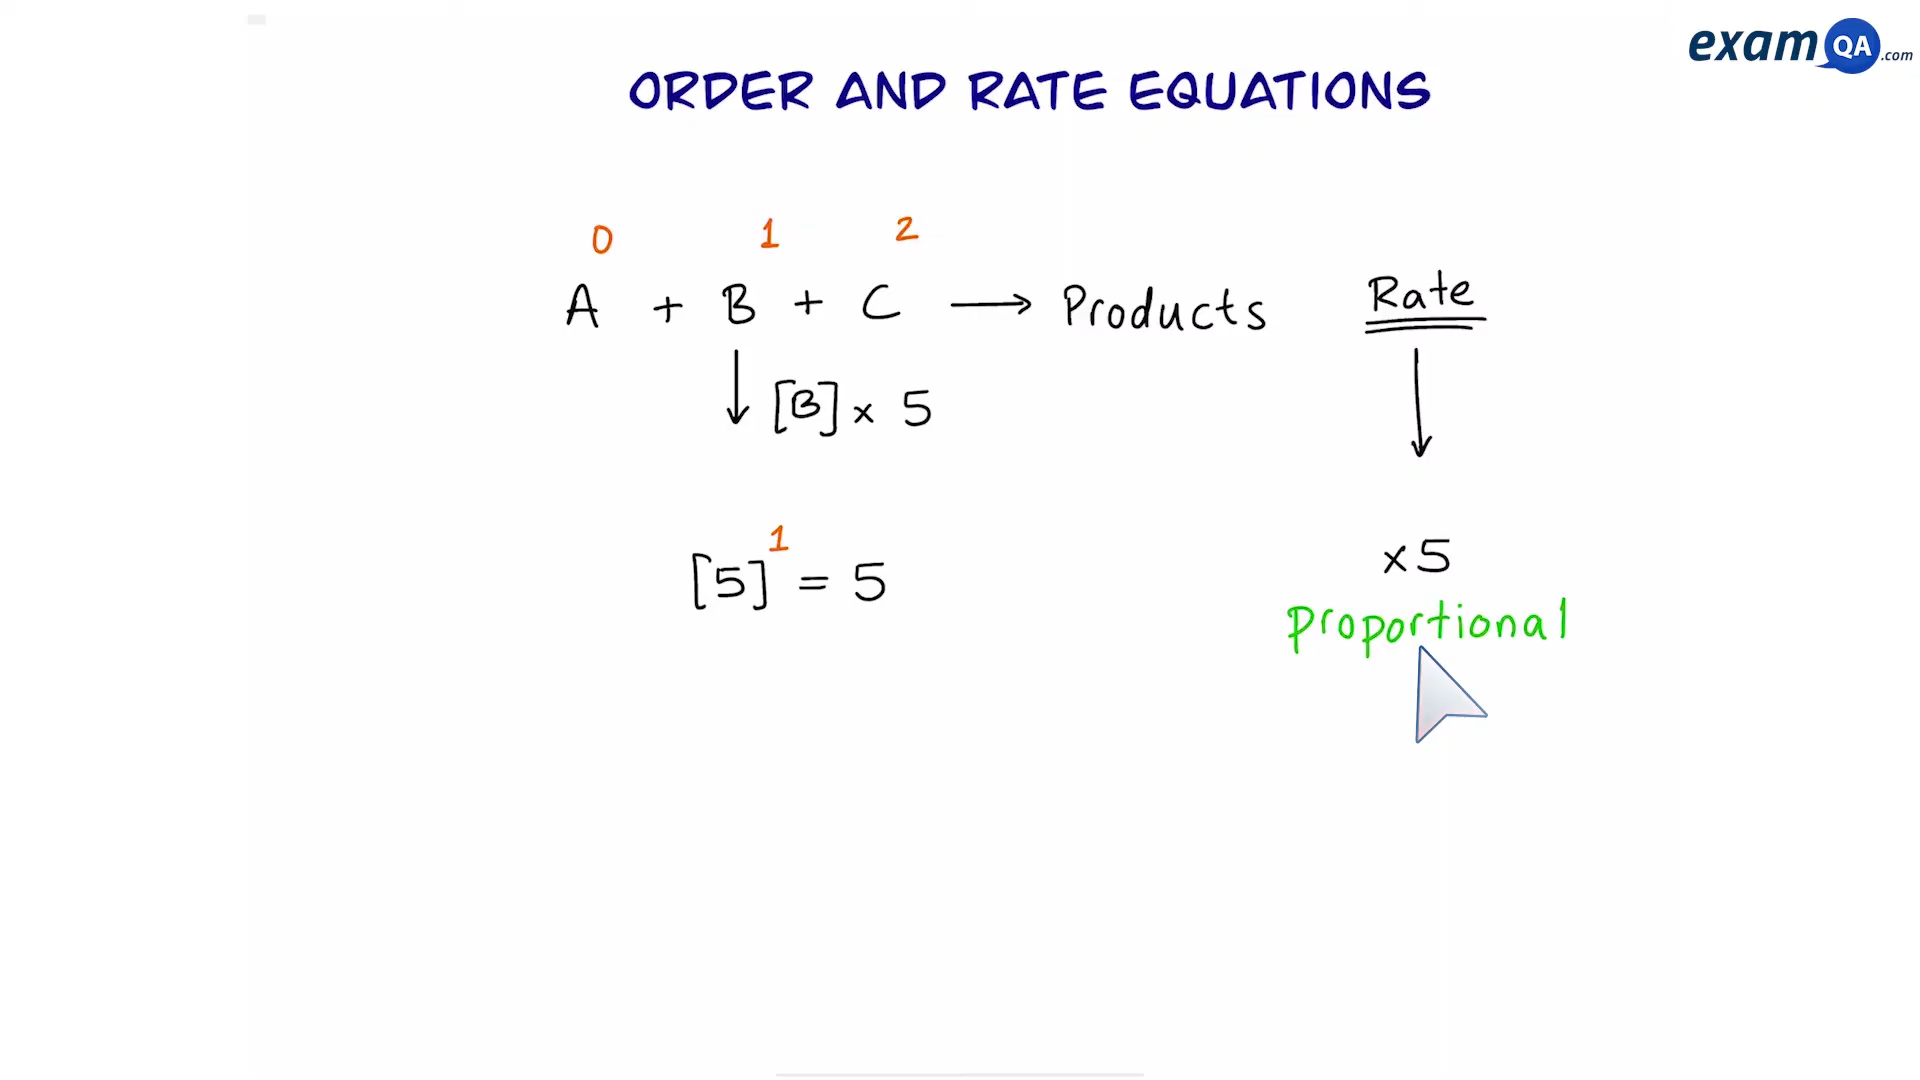 examQA.com
ORDER AND RATE EQUATIONS
0 1 2
A + B + C ⟶ Products Rate
↓ [B] × 5 ↓
[5]¹ = 5 ×5
proportional